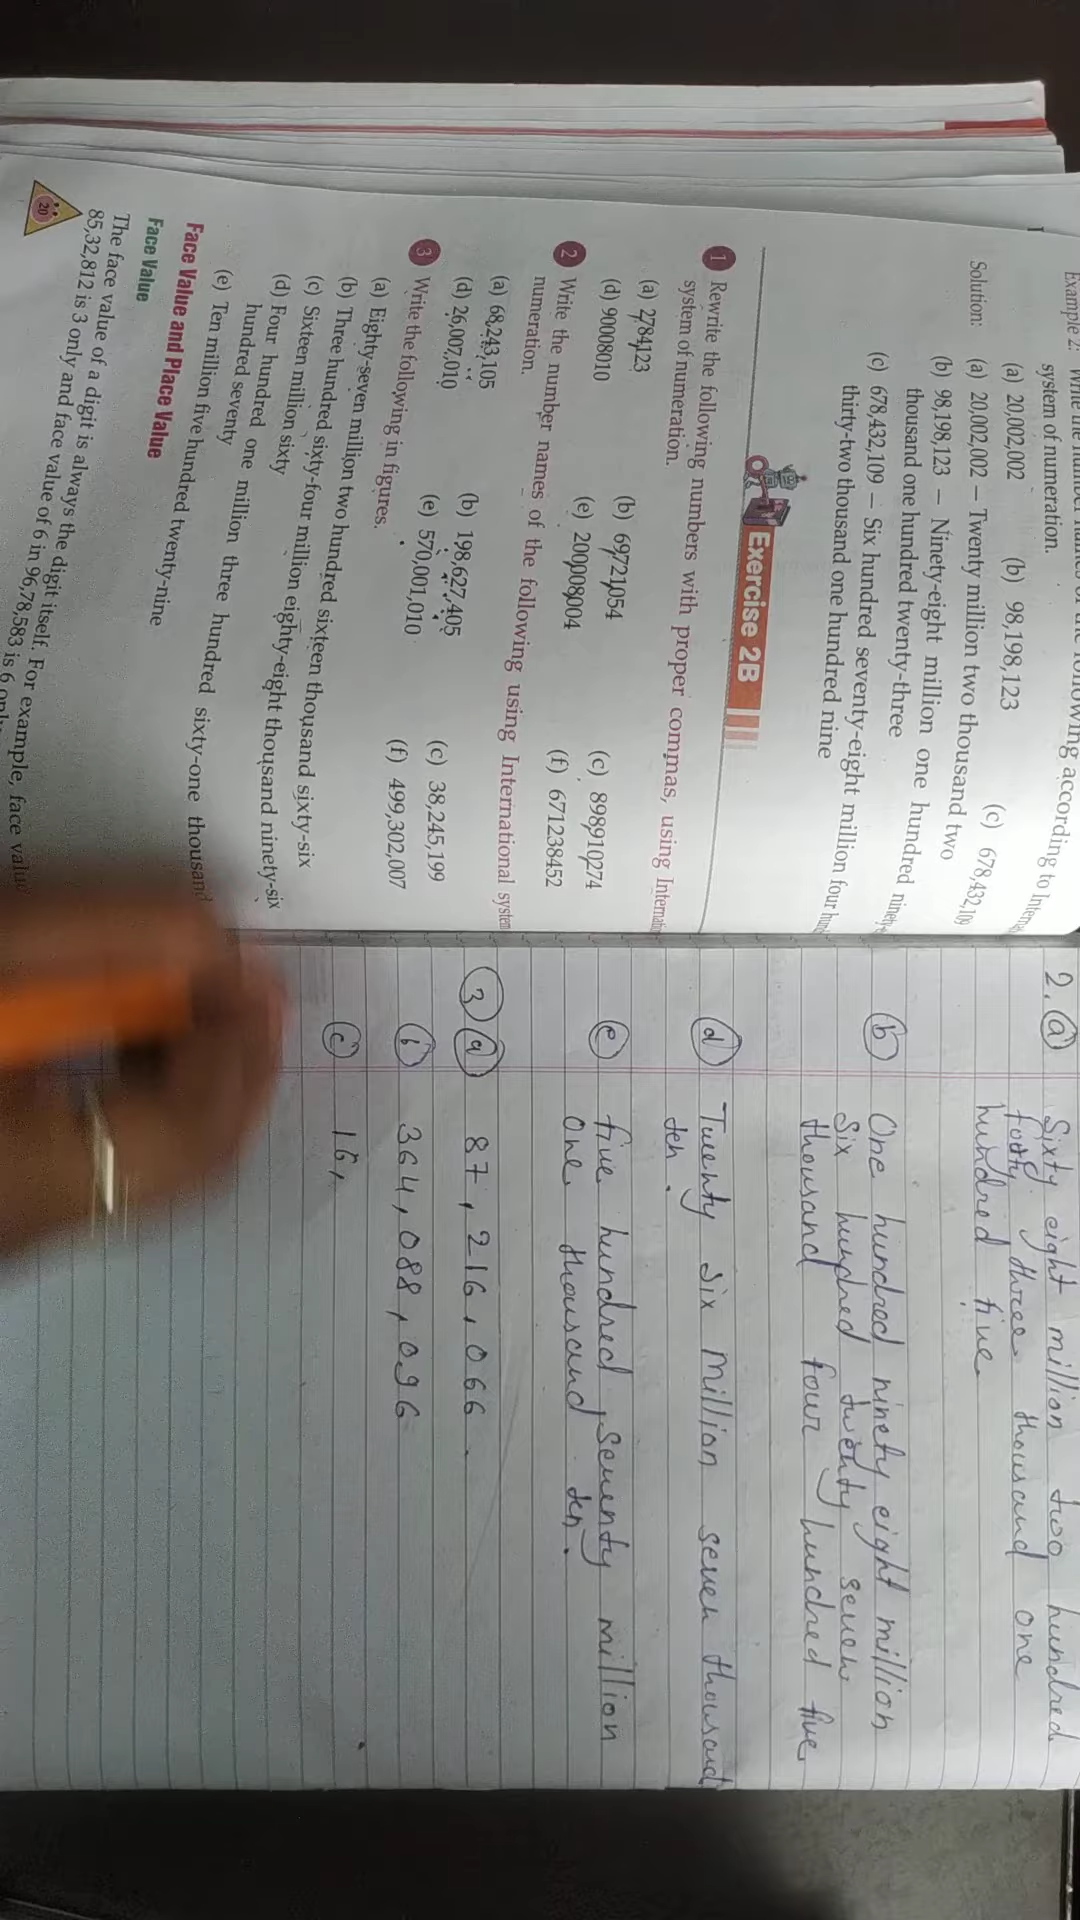 Example 2:
system of numeration.
(a) 20,002,002 (b) 98,198,123 (c) 678,432,109
Solution: (a) 20,002,002 – Twenty million two thousand two
(b) 98,198,123 – Ninety-eight million one hundred
thousand one hundred twenty-three
(c) 678,432,109 – Six hundred seventy-eight million four
thirty-two thousand one hundred nine
Exercise 2B
1 Rewrite the following numbers with proper commas, using
system of numeration.
(a) 2784123 (b) 69721054 (c) 898910274
(d) 90008010 (e) 200008004 (f) 671238452
2 Write the number names of the following using International system
numeration.
(a) 68,243,105 (b) 198,627,405 (c) 38,245,199
(d) 26,007,010 (e) 570,001,010 (f) 499,302,007
3 Write the following in figures.
(a) Eighty-seven million two hundred sixteen thousand sixty-six
(b) Three hundred sixty-four million eighty-eight thousand ninety-six
(c) Sixteen million sixty
(d) Four hundred one million three hundred sixty-one thousand
hundred seventy
(e) Ten million five hundred twenty-nine
Face Value and Place Value
Face Value
The face value of a digit is always the digit itself. For example, face value
85,32,812 is 3 only and face value of 6 in 96,78,583 is 6
20
2. (a) Sixty eight million two hundred
forty three thousand one
hundred five
(b) One hundred ninety eight million
Six hundred twenty seven
thousand four hundred five
(d) Twenty six million seven thousand
ten.
(e) five hundred seventy million
One thousand ten.
3 (a) 87,216,066.
(b) 364,088,096
(c) 16,